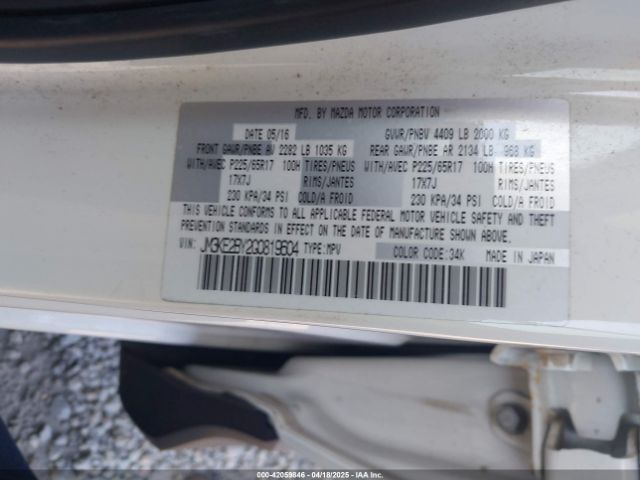 MFD. BY MAZDA MOTOR CORPORATION
DATE 05/16 GVWR/PNBV 4409 LB 2000 KG
FRONT GAWR/PNBE AV 2282 LB 1035 KG REAR GAWR/PNBE AR 2134 LB 968 KG
WITH/AVEC P225/65R17 100H TIRES/PNEUS WITH/AVEC P225/65R17 100H TIRES/PNEUS
17X7J RIMS/JANTES 17X7J RIMS/JANTES
230 KPA/34 PSI COLD/A FROID 230 KPA/34 PSI COLD/A FROID
THIS VEHICLE CONFORMS TO ALL APPLICABLE FEDERAL MOTOR VEHICLE SAFETY AND THEFT
PREVENTION STANDARDS IN EFFECT ON THE DATE OF MANUFACTURE SHOWN ABOVE.
VIN: JM3KE2BY2G0819604 TYPE: MPV COLOR CODE: 34K MADE IN JAPAN
000-42059846 - 04/18/2025 - IAA Inc.